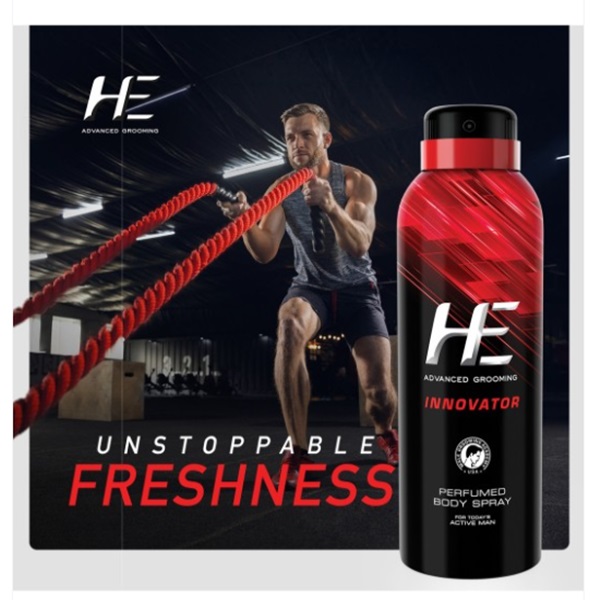 HE
ADVANCED GROOMING
UNSTOPPABLE
FRESHNESS
HE
ADVANCED GROOMING
INNOVATOR
PERFUMED
BODY SPRAY
FOR TODAY'S
ACTIVE MAN